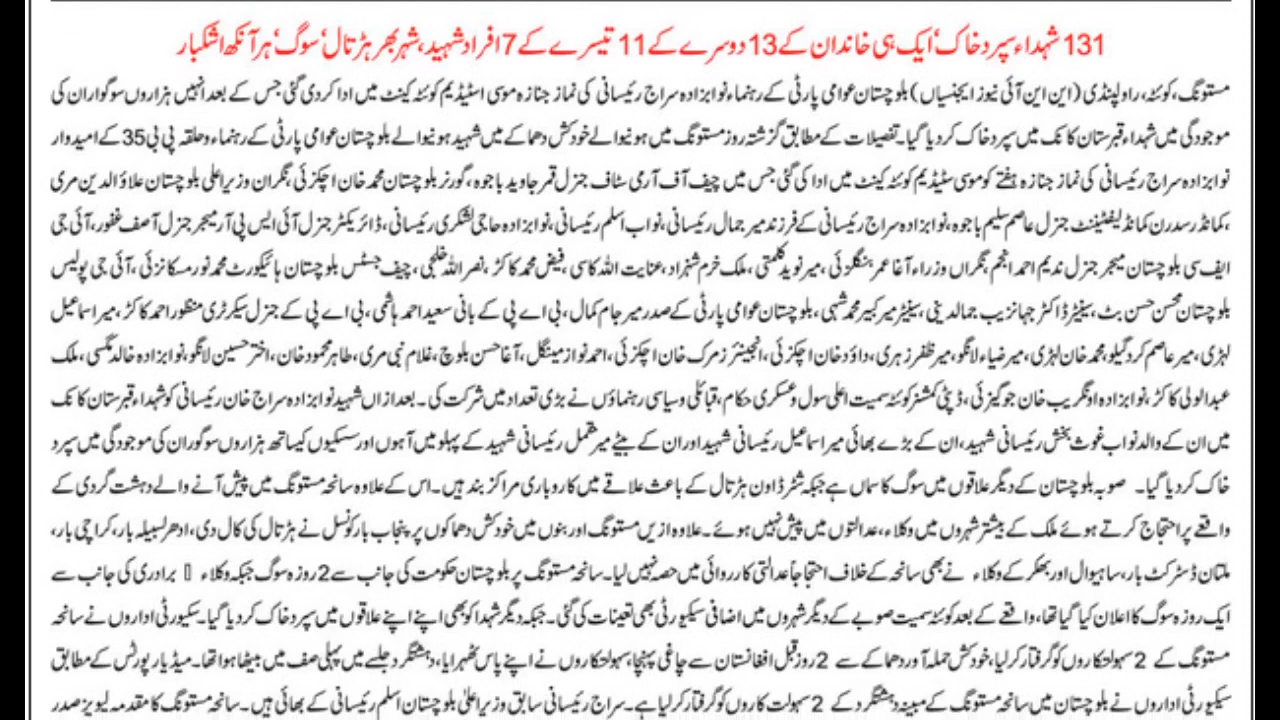 131 شہداء سپرد خاک، ایک ہی خاندان کے 13 دوسرے کے 11 تیسرے کے 7 افراد شہید، شہر بھر ہڑتال، سوگ، ہر آنکھ اشکبار
مستونگ، کوئٹہ، راولپنڈی (این این آئی نیوز ایجنسیاں) بلوچستان عوامی پارٹی کے رہنماء نوابزادہ سراج رئیسانی کی نماز جنازہ موسیٰ اسٹیڈیم کوئٹہ کینٹ میں ادا کر دی گئی جس کے بعد انہیں ہزاروں سوگواران کی
موجودگی میں شہداء قبرستان کانک میں سپرد خاک کر دیا گیا۔ تفصیلات کے مطابق گزشتہ روز مستونگ میں ہونیوالے خودکش دھماکے میں شہید ہونیوالے بلوچستان عوامی پارٹی کے رہنماء و حلقہ پی بی 35 کے امیدوار
نوابزادہ سراج رئیسانی کی نماز جنازہ ہفتے کو موسیٰ سٹیڈیم کوئٹہ کینٹ میں ادا کی گئی جس میں چیف آف آرمی سٹاف جنرل قمر جاوید باجوہ، گورنر بلوچستان محمد خان اچکزئی، نگران وزیراعلیٰ بلوچستان علاؤالدین مری
،کمانڈر سدرن کمانڈ لیفٹیننٹ جنرل عاصم سلیم باجوہ، نوابزادہ سراج رئیسانی کے فرزند میر جمال رئیسانی، نواب اسلم رئیسانی، نوابزادہ حاجی لشکری رئیسانی، ڈائریکٹر جنرل آئی ایس پی آر میجر جنرل آصف غفور، آئی جی
ایف سی بلوچستان میجر جنرل ندیم احمد انجم، نگراں وزراء آغا عمر بنگلزئی، میر نوید کلمتی، ملک خرم شہزاد، عنایت اللہ کاسی، فیض محمد کاکڑ، نصراللہ خلجی، چیف جسٹس بلوچستان ہائیکورٹ محمد نور مسکانزئی، آئی جی پولیس
بلوچستان محسن حسن بٹ، سینیٹر ڈاکٹر جہانزیب جمالدینی، سینیٹر میر کبیر محمد شہی، بلوچستان عوامی پارٹی کے صدر میر جام کمال، بی اے پی کے بانی سعید احمد ہاشمی، بی اے پی کے جنرل سیکرٹری منظور احمد کاکڑ، میر اسماعیل
لہڑی، میر عاصم کرد گیلو، محمد خان لہڑی، میر ضیاء لانگو، میر ظفر زہری، داؤد خان اچکزئی، انجینئر زمرک خان اچکزئی، احمد نواز مینگل، آغا حسن بلوچ، غلام نبی مری، طاہر محمود خان، اختر حسین لانگو، نوابزادہ خالد مگسی، ملک
عبدالولی کاکڑ، نوابزادہ اورنگزیب خان جوگیزئی، ڈپٹی کمشنر کوئٹہ سمیت اعلیٰ سول و عسکری حکام، قبائلی و سیاسی رہنماؤں نے بڑی تعداد میں شرکت کی۔ بعد ازاں شہید نوابزادہ سراج خان رئیسانی کو شہداء قبرستان کانک
میں ان کے والد نواب غوث بخش رئیسانی شہید، ان کے بڑے بھائی میر اسماعیل رئیسانی شہید اور ان کے بیٹے میر حمل رئیسانی شہید کے پہلو میں آہوں اور سسکیوں کیساتھ ہزاروں سوگوران کی موجودگی میں سپرد
خاک کر دیا گیا۔ صوبہ بلوچستان کے دیگر علاقوں میں سوگ کا سماں ہے جبکہ شٹر ڈاون ہڑتال کے باعث علاقے میں کاروباری مراکز بند ہیں۔ اس کے علاوہ سانحہ مستونگ میں پیش آنے والے دہشت گردی کے
واقعے پر احتجاج کرتے ہوئے ملک کے بیشتر شہروں میں وکلاء، عدالتوں میں پیش نہیں ہوئے۔ علاوہ ازیں مستونگ اور بنوں میں خودکش دھماکوں پر پنجاب بار کونسل نے ہڑتال کی کال دی، ادھر لسبیلہ بار، کراچی بار،
ملتان ڈسٹرکٹ بار، ساہیوال اور بھکر کے وکلاء نے بھی سانحہ کے خلاف احتجاجاً عدالتی کارروائی میں حصہ نہیں لیا۔ سانحہ مستونگ پر بلوچستان حکومت کی جانب سے 2 روزہ سوگ جبکہ وکلاء برادری کی جانب سے
ایک روزہ سوگ کا اعلان کیا گیا تھا، واقعے کے بعد کوئٹہ سمیت صوبے کے دیگر شہروں میں اضافی سیکیورٹی بھی تعینات کی گئی۔ جبکہ دیگر شہدا کو بھی اپنے اپنے علاقوں میں سپرد خاک کر دیا گیا۔ سکیورٹی اداروں نے سانحہ
مستونگ کے 2 سہولتکاروں کو گرفتار کر لیا، خودکش حملہ آور دھماکے سے 2 روز قبل افغانستان سے چاغی پہنچا، سہولتکاروں نے اپنے پاس ٹھہرایا، دہشتگرد جلسے میں پہلی صف میں بیٹھا ہوا تھا۔ میڈیا رپورٹس کے مطابق
سیکیورٹی اداروں نے بلوچستان میں سانحہ مستونگ کے مبینہ دہشتگرد کے 2 سہولت کاروں کو گرفتار کر لیا ہے۔ سراج رئیسانی سابق وزیراعلیٰ بلوچستان اسلم رئیسانی کے بھائی ہیں۔ سانحہ مستونگ کا مقدمہ لیویز صدر